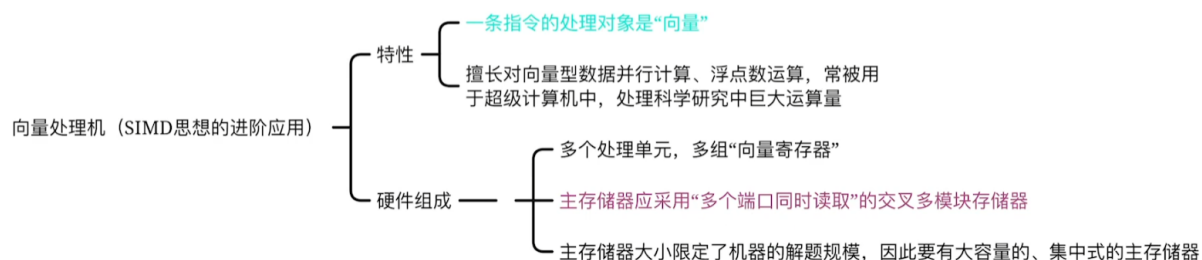 向量处理机（SIMD思想的进阶应用）
特性
一条指令的处理对象是“向量”
擅长对向量型数据并行计算、浮点数运算，常被用
于超级计算机中，处理科学研究中巨大运算量
硬件组成
多个处理单元，多组“向量寄存器”
主存储器应采用“多个端口同时读取”的交叉多模块存储器
主存储器大小限定了机器的解题规模，因此要有大容量的、集中式的主存储器